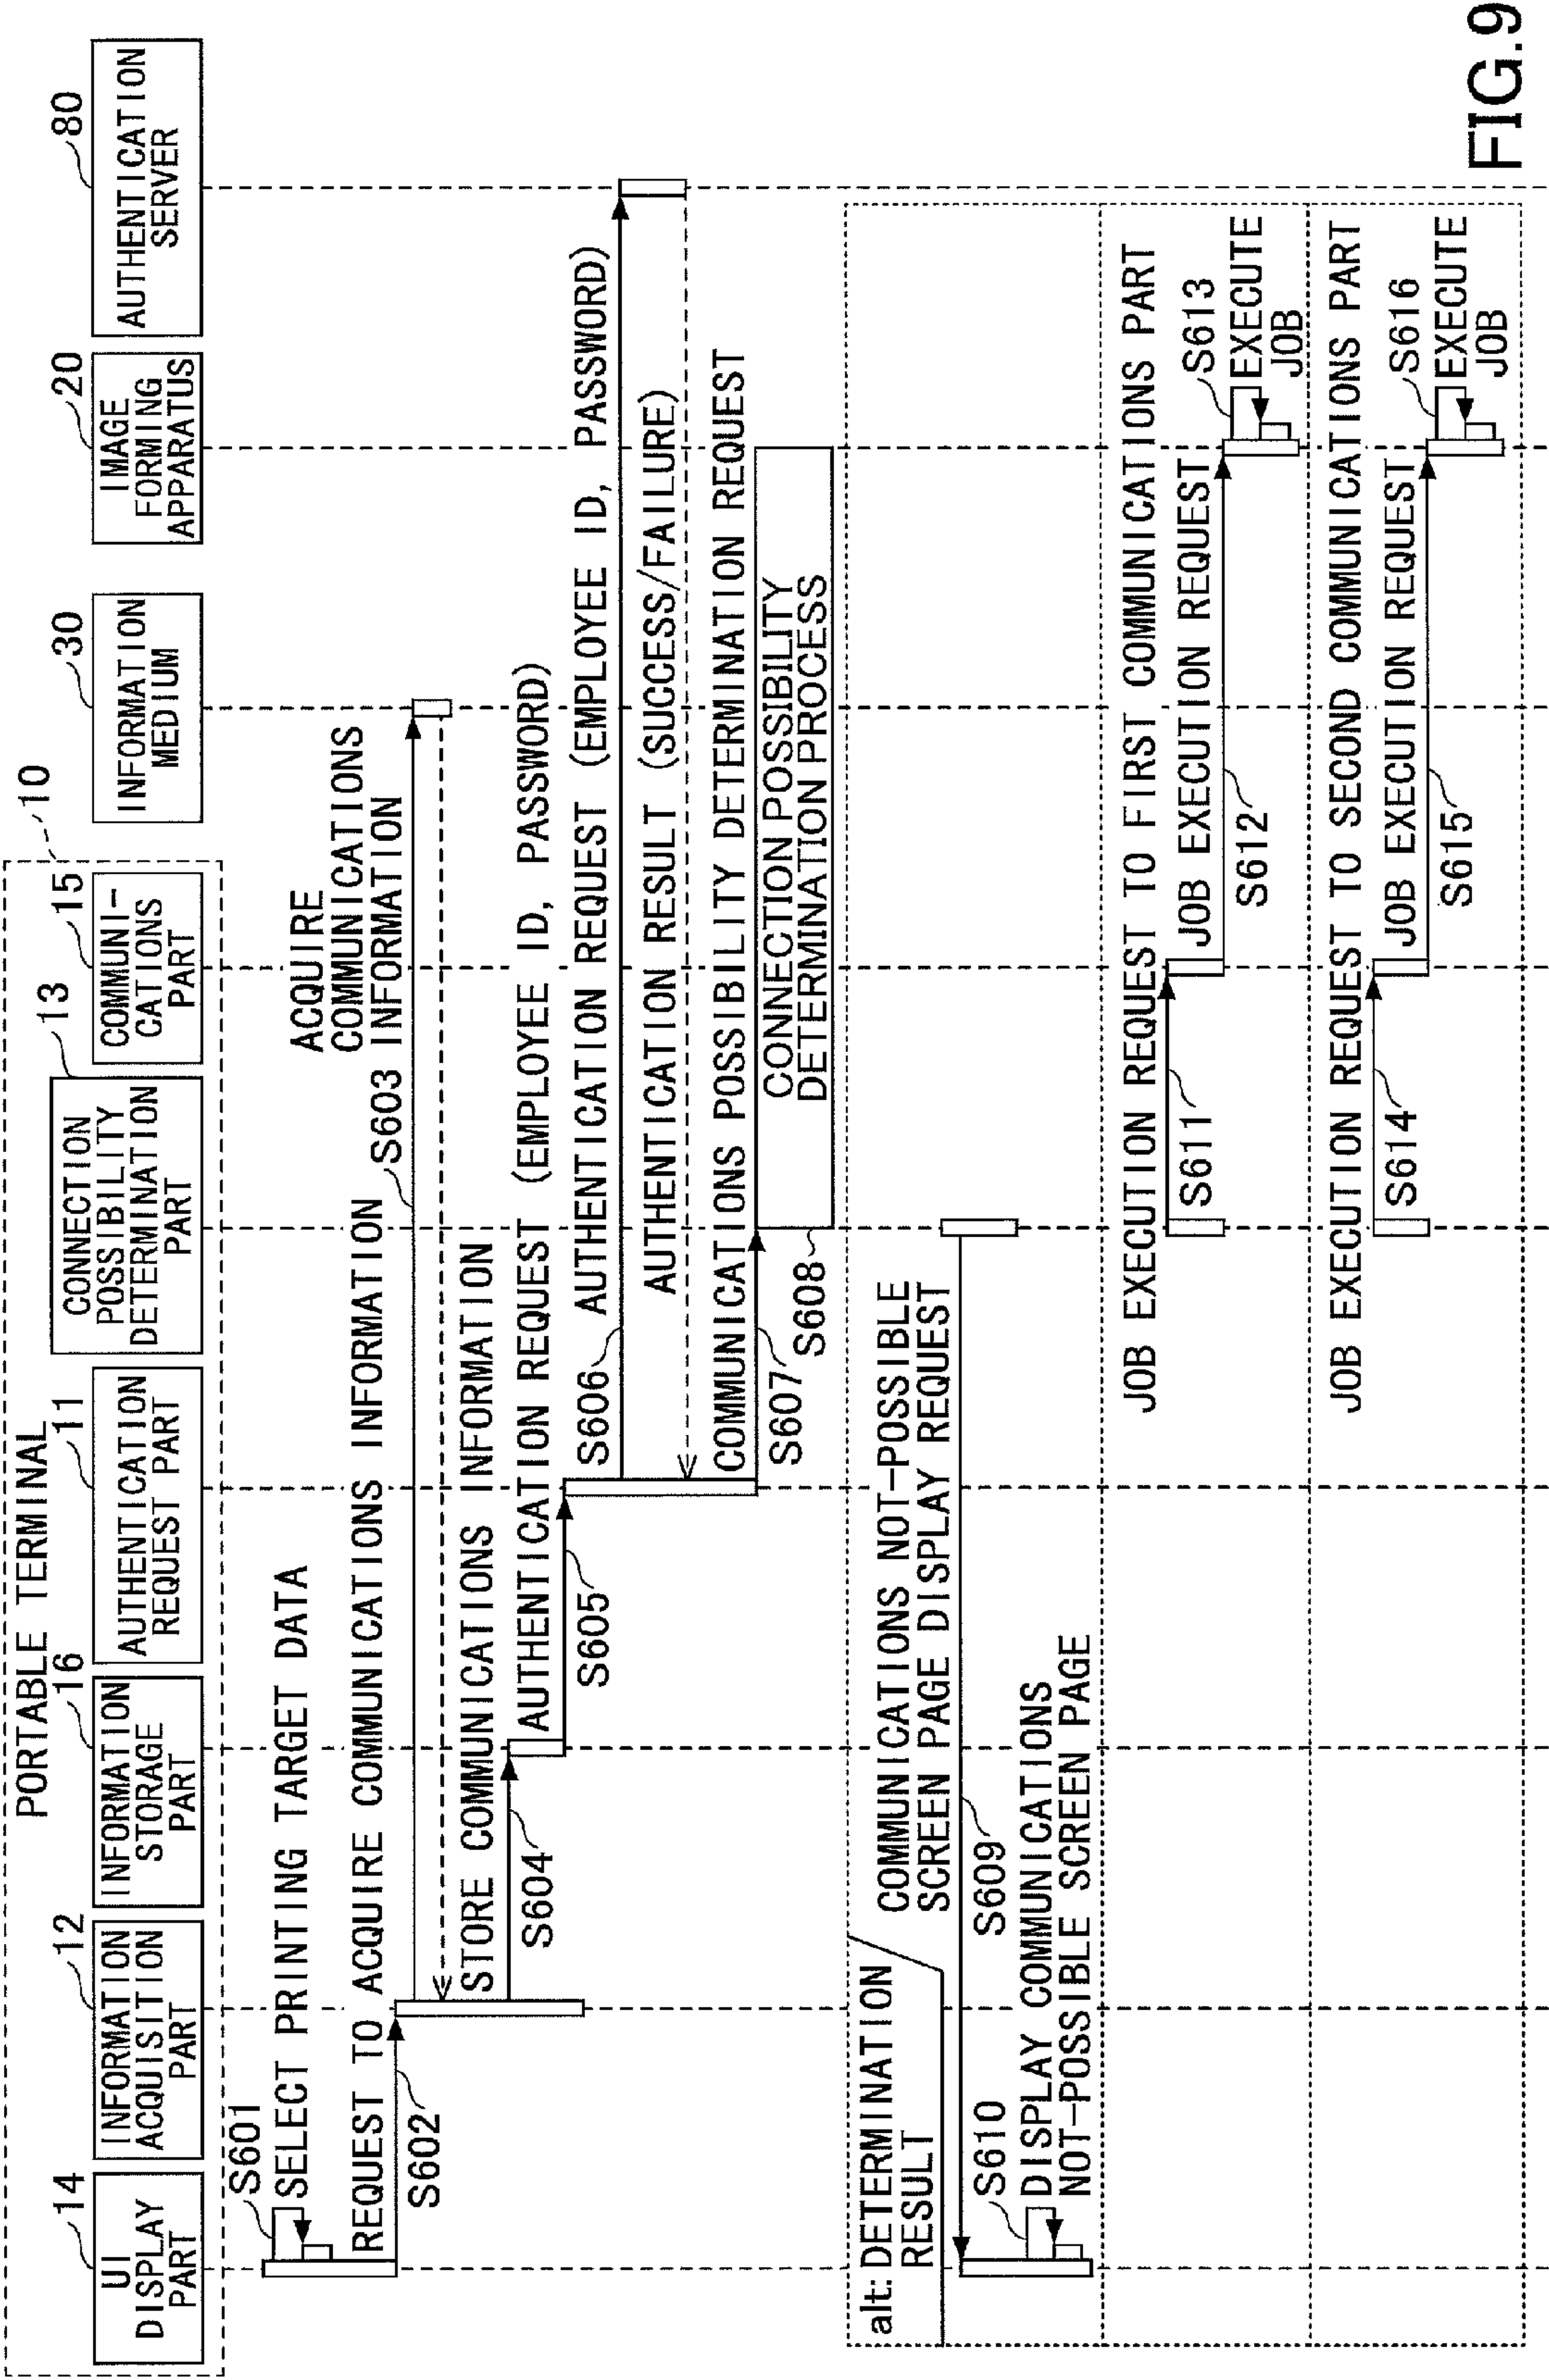 PORTABLE TERMINAL
10
14
UI
DISPLAY
PART
12
INFORMATION
ACQUISITION
PART
16
INFORMATION
STORAGE
PART
11
AUTHENTICATION
REQUEST PART
13
CONNECTION
POSSIBILITY
DETERMINATION
PART
15
COMMUNI-
CATIONS
PART
30
INFORMATION
MEDIUM
20
IMAGE
FORMING
APPARATUS
80
AUTHENTICATION
SERVER
S601
SELECT PRINTING TARGET DATA
REQUEST TO ACQUIRE COMMUNICATIONS INFORMATION
S602
ACQUIRE
COMMUNICATIONS
S603 INFORMATION
STORE COMMUNICATIONS INFORMATION
S604
AUTHENTICATION REQUEST (EMPLOYEE ID, PASSWORD)
S605
AUTHENTICATION REQUEST (EMPLOYEE ID, PASSWORD)
S606
AUTHENTICATION RESULT (SUCCESS/FAILURE)
COMMUNICATIONS POSSIBILITY DETERMINATION REQUEST
S607
CONNECTION POSSIBILITY
DETERMINATION PROCESS
S608
alt: DETERMINATION
RESULT
COMMUNICATIONS NOT-POSSIBLE
SCREEN PAGE DISPLAY REQUEST
S609
S610
DISPLAY COMMUNICATIONS
NOT-POSSIBLE SCREEN PAGE
JOB EXECUTION REQUEST TO FIRST COMMUNICATIONS PART
S611
JOB EXECUTION REQUEST
S612
S613
EXECUTE
JOB
JOB EXECUTION REQUEST TO SECOND COMMUNICATIONS PART
S614
JOB EXECUTION REQUEST
S615
S616
EXECUTE
JOB
FIG.9